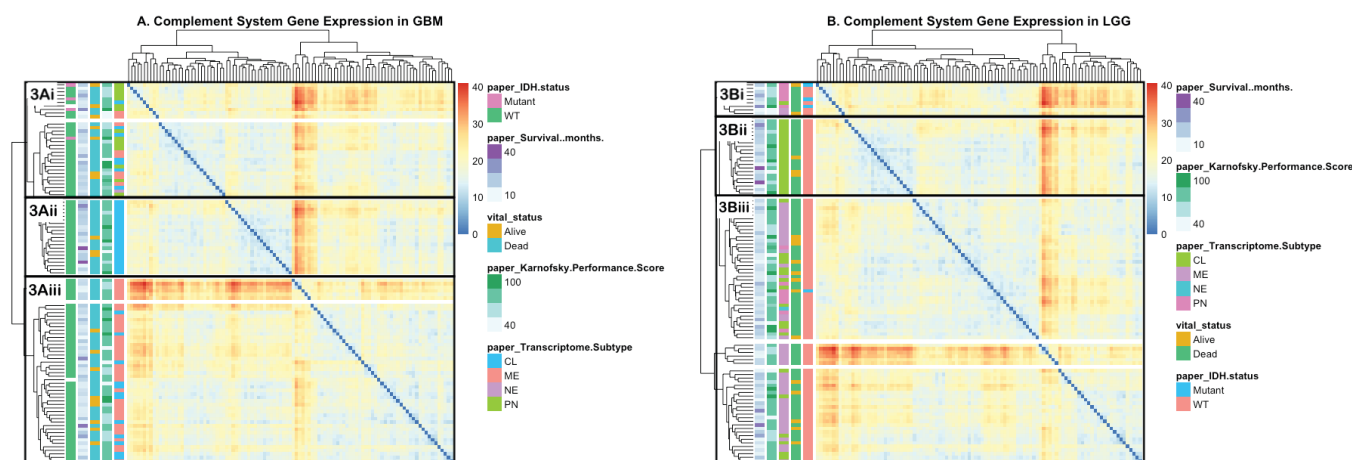 A. Complement System Gene Expression in GBM
3Ai
3Aii
3Aiii
40
30
20
10
0
paper_IDH.status
Mutant
WT
paper_Survival..months.
40
10
vital_status
Alive
Dead
paper_Karnofsky.Performance.Score
100
40
paper_Transcriptome.Subtype
CL
ME
NE
PN
B. Complement System Gene Expression in LGG
3Bi
3Bii
3Biii
40
30
20
10
0
paper_Survival..months.
40
10
paper_Karnofsky.Performance.Score
100
40
paper_Transcriptome.Subtype
CL
ME
NE
PN
vital_status
Alive
Dead
paper_IDH.status
Mutant
WT